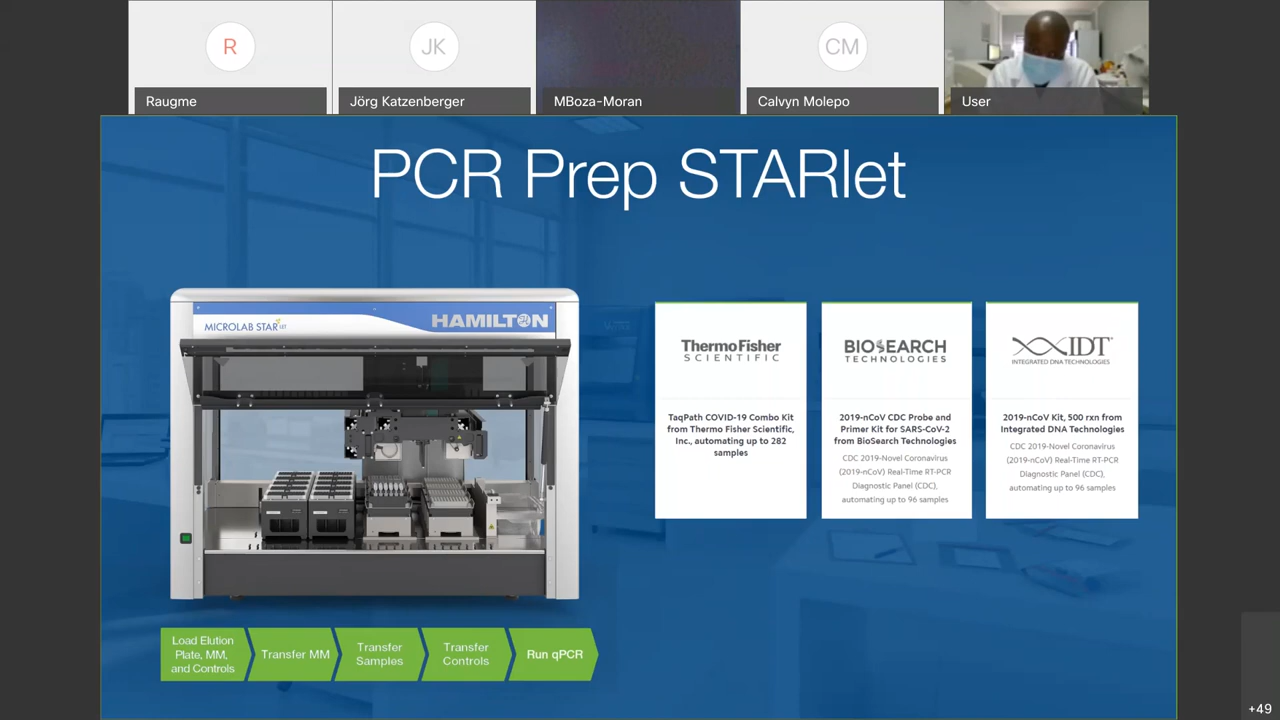 R
JK
CM
Raugme
Jörg Katzenberger
MBoza-Moran
Calvyn Molepo
User
PCR Prep STARlet
MICROLAB STARLET
HAMILTON
ThermoFisher
SCIENTIFIC
TaqPath COVID-19 Combo Kit
from Thermo Fisher Scientific,
Inc., automating up to 282
samples
BIOSEARCH
TECHNOLOGIES
2019-nCoV CDC Probe and
Primer Kit for SARS-CoV-2
from BioSearch Technologies
CDC 2019-Novel Coronavirus
(2019-nCoV) Real-Time RT-PCR
Diagnostic Panel (CDC),
automating up to 96 samples
IDT
INTEGRATED DNA TECHNOLOGIES
2019-nCoV Kit, 500 rxn from
Integrated DNA Technologies
CDC 2019-Novel Coronavirus
(2019-nCoV) Real-Time RT-PCR
Diagnostic Panel (CDC),
automating up to 96 samples
Load Elution
Plate, MM,
and Controls
Transfer MM
Transfer
Samples
Transfer
Controls
Run qPCR
+49